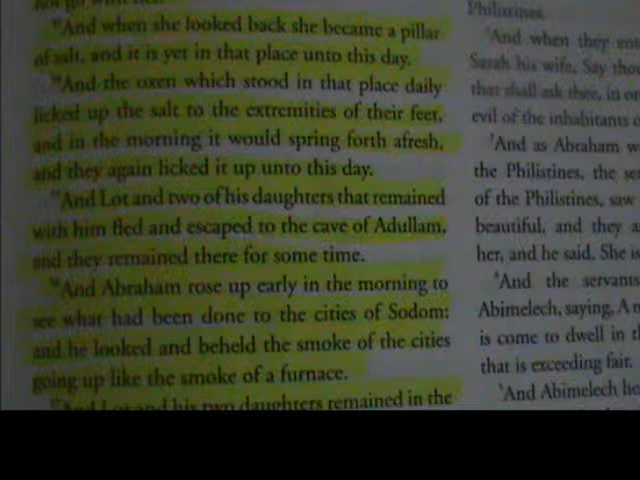 not go with her.
And when she looked back she became a pillar
of salt, and it is yet in that place unto this day.
And the oxen which stood in that place daily
licked up the salt to the extremities of their feet,
and in the morning it would spring forth afresh,
and they again licked it up unto this day.
And Lot and two of his daughters that remained
with him fled and escaped to the cave of Adullam,
and they remained there for some time.
And Abraham rose up early in the morning to
see what had been done to the cities of Sodom;
and he looked and beheld the smoke of the cities
going up like the smoke of a furnace.
And Lot and his two daughters remained in the
Philistines.
And when they
Sarah his wife, Say
that shall ask thee, in
evil of the inhabitants
And as Abraham
the Philistines, the
of the Philistines, saw
beautiful, and they
her, and he said, She is
And the servants
Abimelech, saying, A
is come to dwell in
that is exceeding fair.
And Abimelech